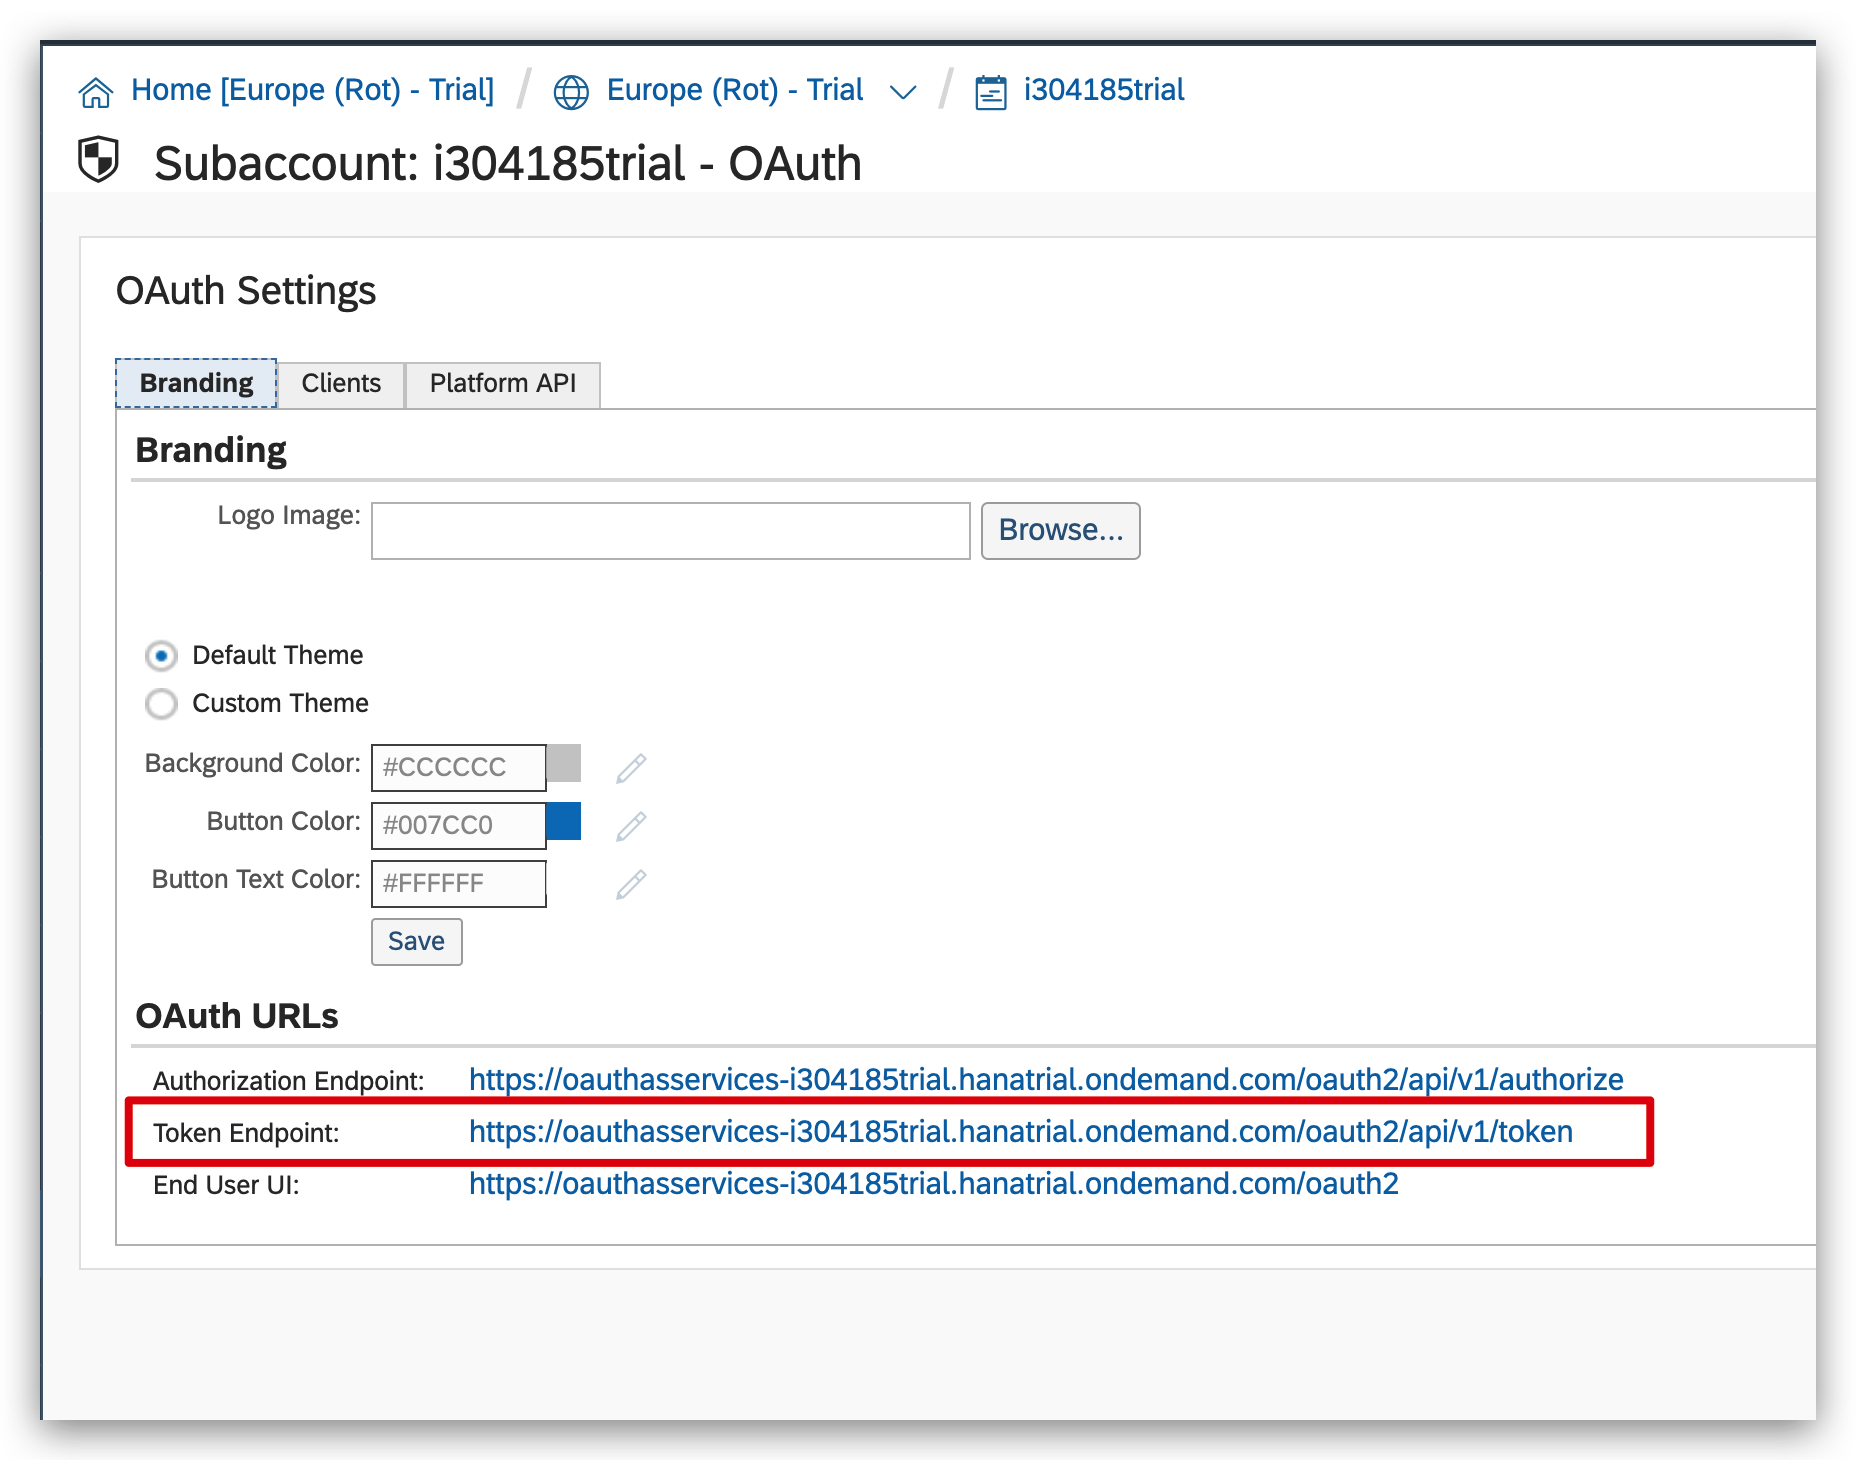 Home [Europe (Rot) - Trial] / Europe (Rot) - Trial / i304185trial
Subaccount: i304185trial - OAuth
OAuth Settings
Branding Clients Platform API
Branding
Logo Image: Browse...
Default Theme
Custom Theme
Background Color: #CCCCCC
Button Color: #007CC0
Button Text Color: #FFFFFF
Save
OAuth URLs
Authorization Endpoint: https://oauthasservices-i304185trial.hanatrial.ondemand.com/oauth2/api/v1/authorize
Token Endpoint: https://oauthasservices-i304185trial.hanatrial.ondemand.com/oauth2/api/v1/token
End User UI: https://oauthasservices-i304185trial.hanatrial.ondemand.com/oauth2